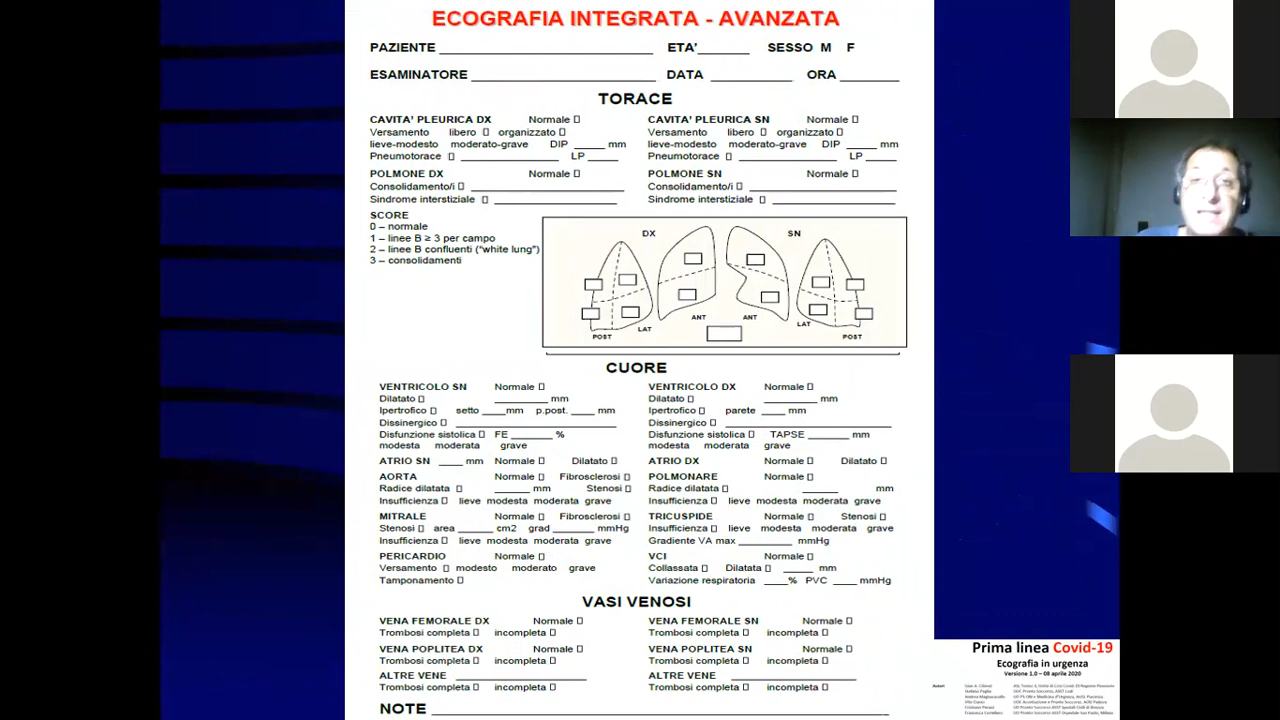 ECOGRAFIA INTEGRATA - AVANZATA
PAZIENTE ETA' SESSO M F
ESAMINATORE DATA ORA
TORACE
CAVITA' PLEURICA DX Normale
Versamento libero organizzato
lieve-modesto moderato-grave DIP mm
Pneumotorace LP
POLMONE DX Normale
Consolidamento/i
Sindrome interstiziale
CAVITA' PLEURICA SN Normale
Versamento libero organizzato
lieve-modesto moderato-grave DIP mm
Pneumotorace LP
POLMONE SN Normale
Consolidamento/i
Sindrome interstiziale
SCORE
0 – normale
1 – linee B ≥ 3 per campo
2 – linee B confluenti ("white lung")
3 – consolidamenti
DX SN
POST LAT ANT ANT LAT POST
CUORE
VENTRICOLO SN Normale
Dilatato mm
Ipertrofico setto mm p.post. mm
Dissinergico
Disfunzione sistolica FE %
modesta moderata grave
ATRIO SN mm Normale Dilatato
AORTA Normale Fibrosclerosi
Radice dilatata mm Stenosi
Insufficienza lieve modesta moderata grave
MITRALE Normale Fibrosclerosi
Stenosi area cm2 grad mmHg
Insufficienza lieve modesta moderata grave
PERICARDIO Normale
Versamento modesto moderato grave
Tamponamento
VENTRICOLO DX Normale
Dilatato mm
Ipertrofico parete mm
Dissinergico
Disfunzione sistolica TAPSE mm
modesta moderata grave
ATRIO DX Normale Dilatato
POLMONARE Normale
Radice dilatata mm
Insufficienza lieve modesta moderata grave
TRICUSPIDE Normale Stenosi
Insufficienza lieve modesta moderata grave
Gradiente VA max mmHg
VCI Normale
Collassata Dilatata mm
Variazione respiratoria % PVC mmHg
VASI VENOSI
VENA FEMORALE DX Normale
Trombosi completa incompleta
VENA POPLITEA DX Normale
Trombosi completa incompleta
ALTRE VENE
Trombosi completa incompleta
VENA FEMORALE SN Normale
Trombosi completa incompleta
VENA POPLITEA SN Normale
Trombosi completa incompleta
ALTRE VENE
Trombosi completa incompleta
NOTE
Prima linea Covid-19
Ecografia in urgenza
Versione 1.0 – 08 aprile 2020
Autori